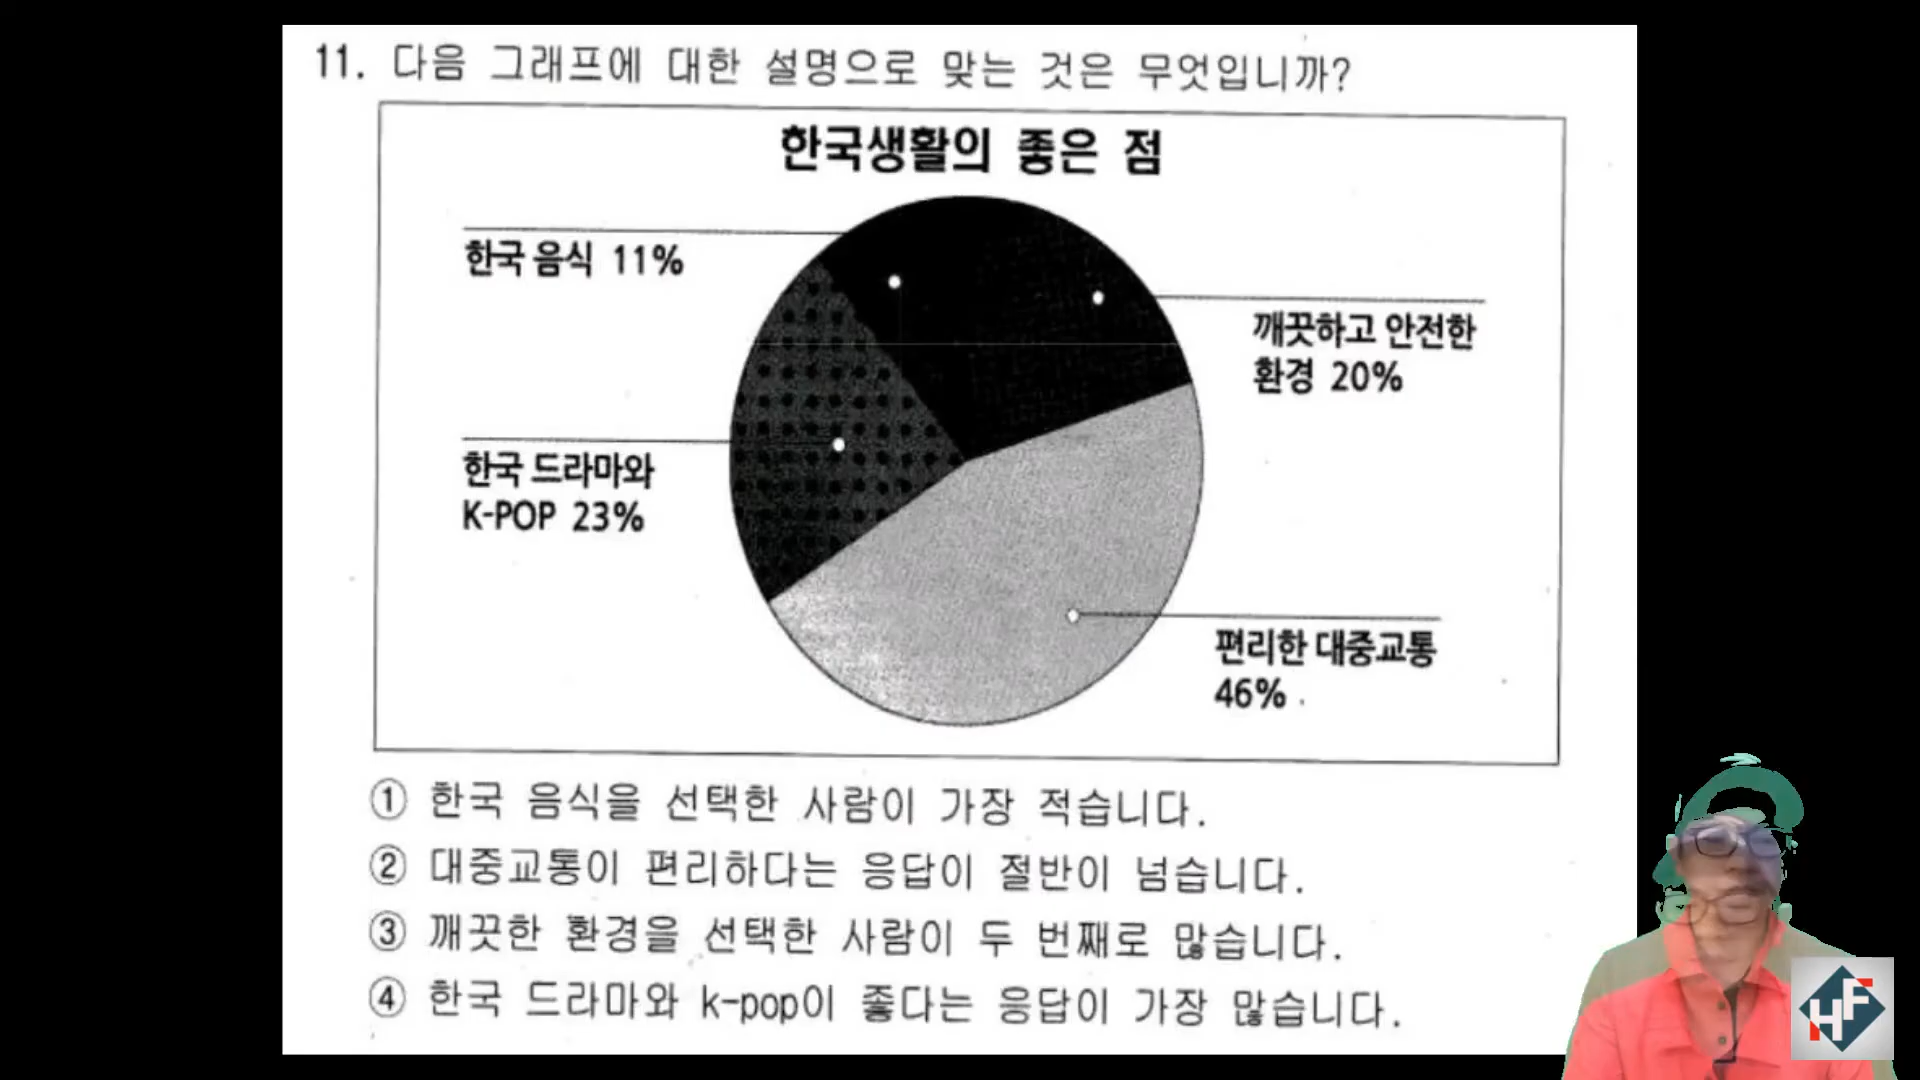 11. 다음 그래프에 대한 설명으로 맞는 것은 무엇입니까?
한국생활의 좋은 점
한국 음식 11%
깨끗하고 안전한
환경 20%
한국 드라마와
K-POP 23%
편리한 대중교통
46%
① 한국 음식을 선택한 사람이 가장 적습니다.
② 대중교통이 편리하다는 응답이 절반이 넘습니다.
③ 깨끗한 환경을 선택한 사람이 두 번째로 많습니다.
④ 한국 드라마와 k-pop이 좋다는 응답이 가장 많습니다.
HF